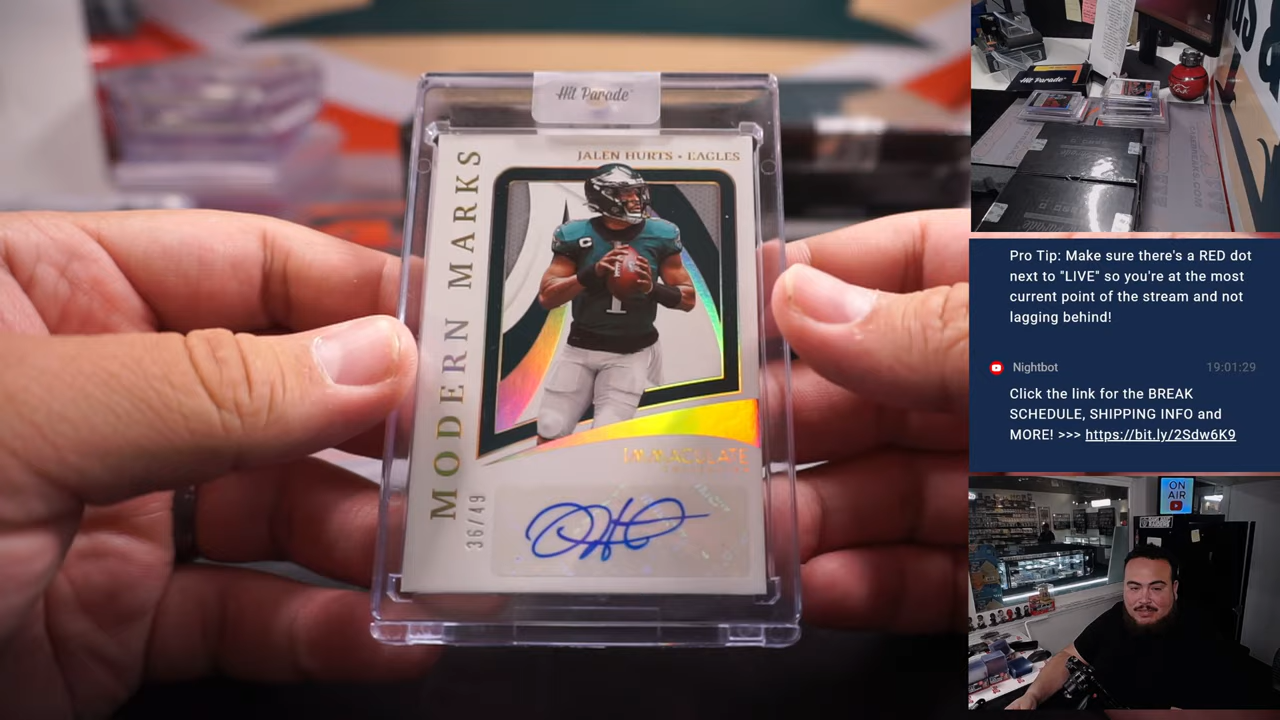 Hit Parade™
JALEN HURTS • EAGLES
MODERN MARKS
C
1
IMMACULATE
36/49
Hit Parade
Pro Tip: Make sure there's a RED dot
next to "LIVE" so you're at the most
current point of the stream and not
lagging behind!
Nightbot
19:01:29
Click the link for the BREAK
SCHEDULE, SHIPPING INFO and
MORE! >>> https://bit.ly/2Sdw6K9
ON
AIR